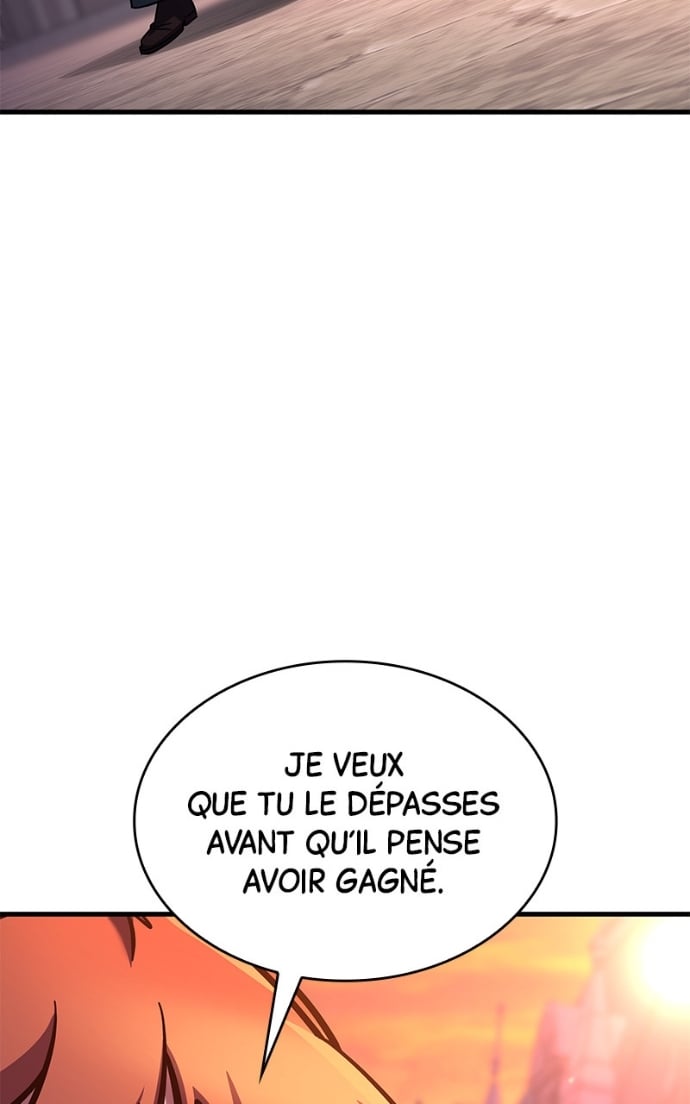 JE VEUX
QUE TU LE DÉPASSES
AVANT QU'IL PENSE
AVOIR GAGNÉ.